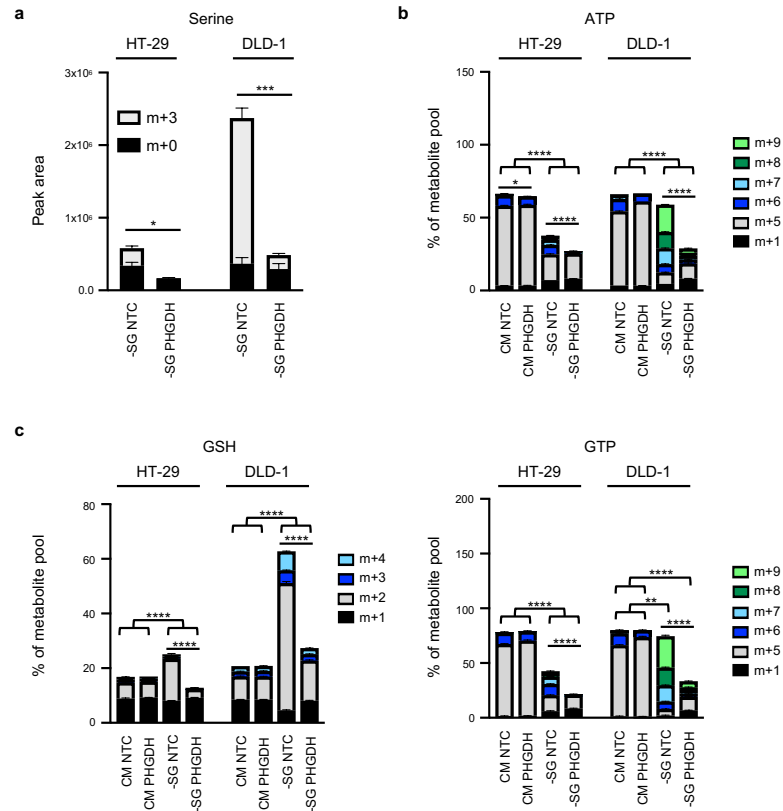 a
Serine
HT-29
DLD-1
3x10⁶
2x10⁶
1x10⁶
0.0
Peak area
m+3
m+0
*
***
-SG NTC
-SG PHGDH
-SG NTC
-SG PHGDH
b
ATP
HT-29
DLD-1
150
100
50
0
% of metabolite pool
****
*
****
****
****
CM NTC
CM PHGDH
-SG NTC
-SG PHGDH
CM NTC
CM PHGDH
-SG NTC
-SG PHGDH
m+9
m+8
m+7
m+6
m+5
m+1
c
GSH
HT-29
DLD-1
80
60
40
20
0
% of metabolite pool
****
****
****
****
CM NTC
CM PHGDH
-SG NTC
-SG PHGDH
CM NTC
CM PHGDH
-SG NTC
-SG PHGDH
m+4
m+3
m+2
m+1
GTP
HT-29
DLD-1
200
150
100
50
0
% of metabolite pool
****
****
****
**
****
CM NTC
CM PHGDH
-SG NTC
-SG PHGDH
CM NTC
CM PHGDH
-SG NTC
-SG PHGDH
m+9
m+8
m+7
m+6
m+5
m+1